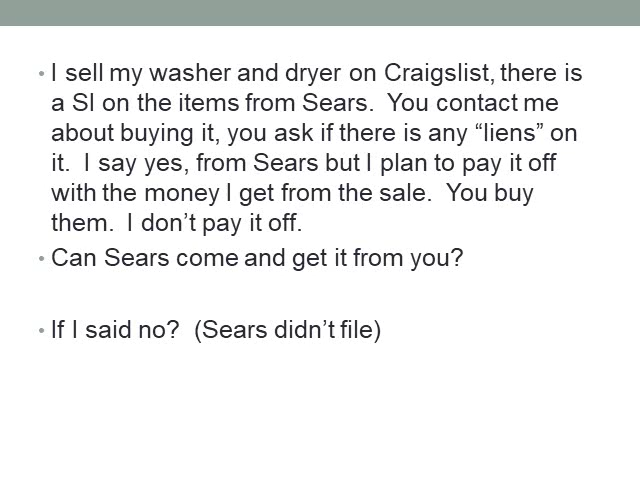 • I sell my washer and dryer on Craigslist, there is
a SI on the items from Sears.  You contact me
about buying it, you ask if there is any “liens” on
it.  I say yes, from Sears but I plan to pay it off
with the money I get from the sale.  You buy
them.  I don’t pay it off.
• Can Sears come and get it from you?
• If I said no?  (Sears didn’t file)